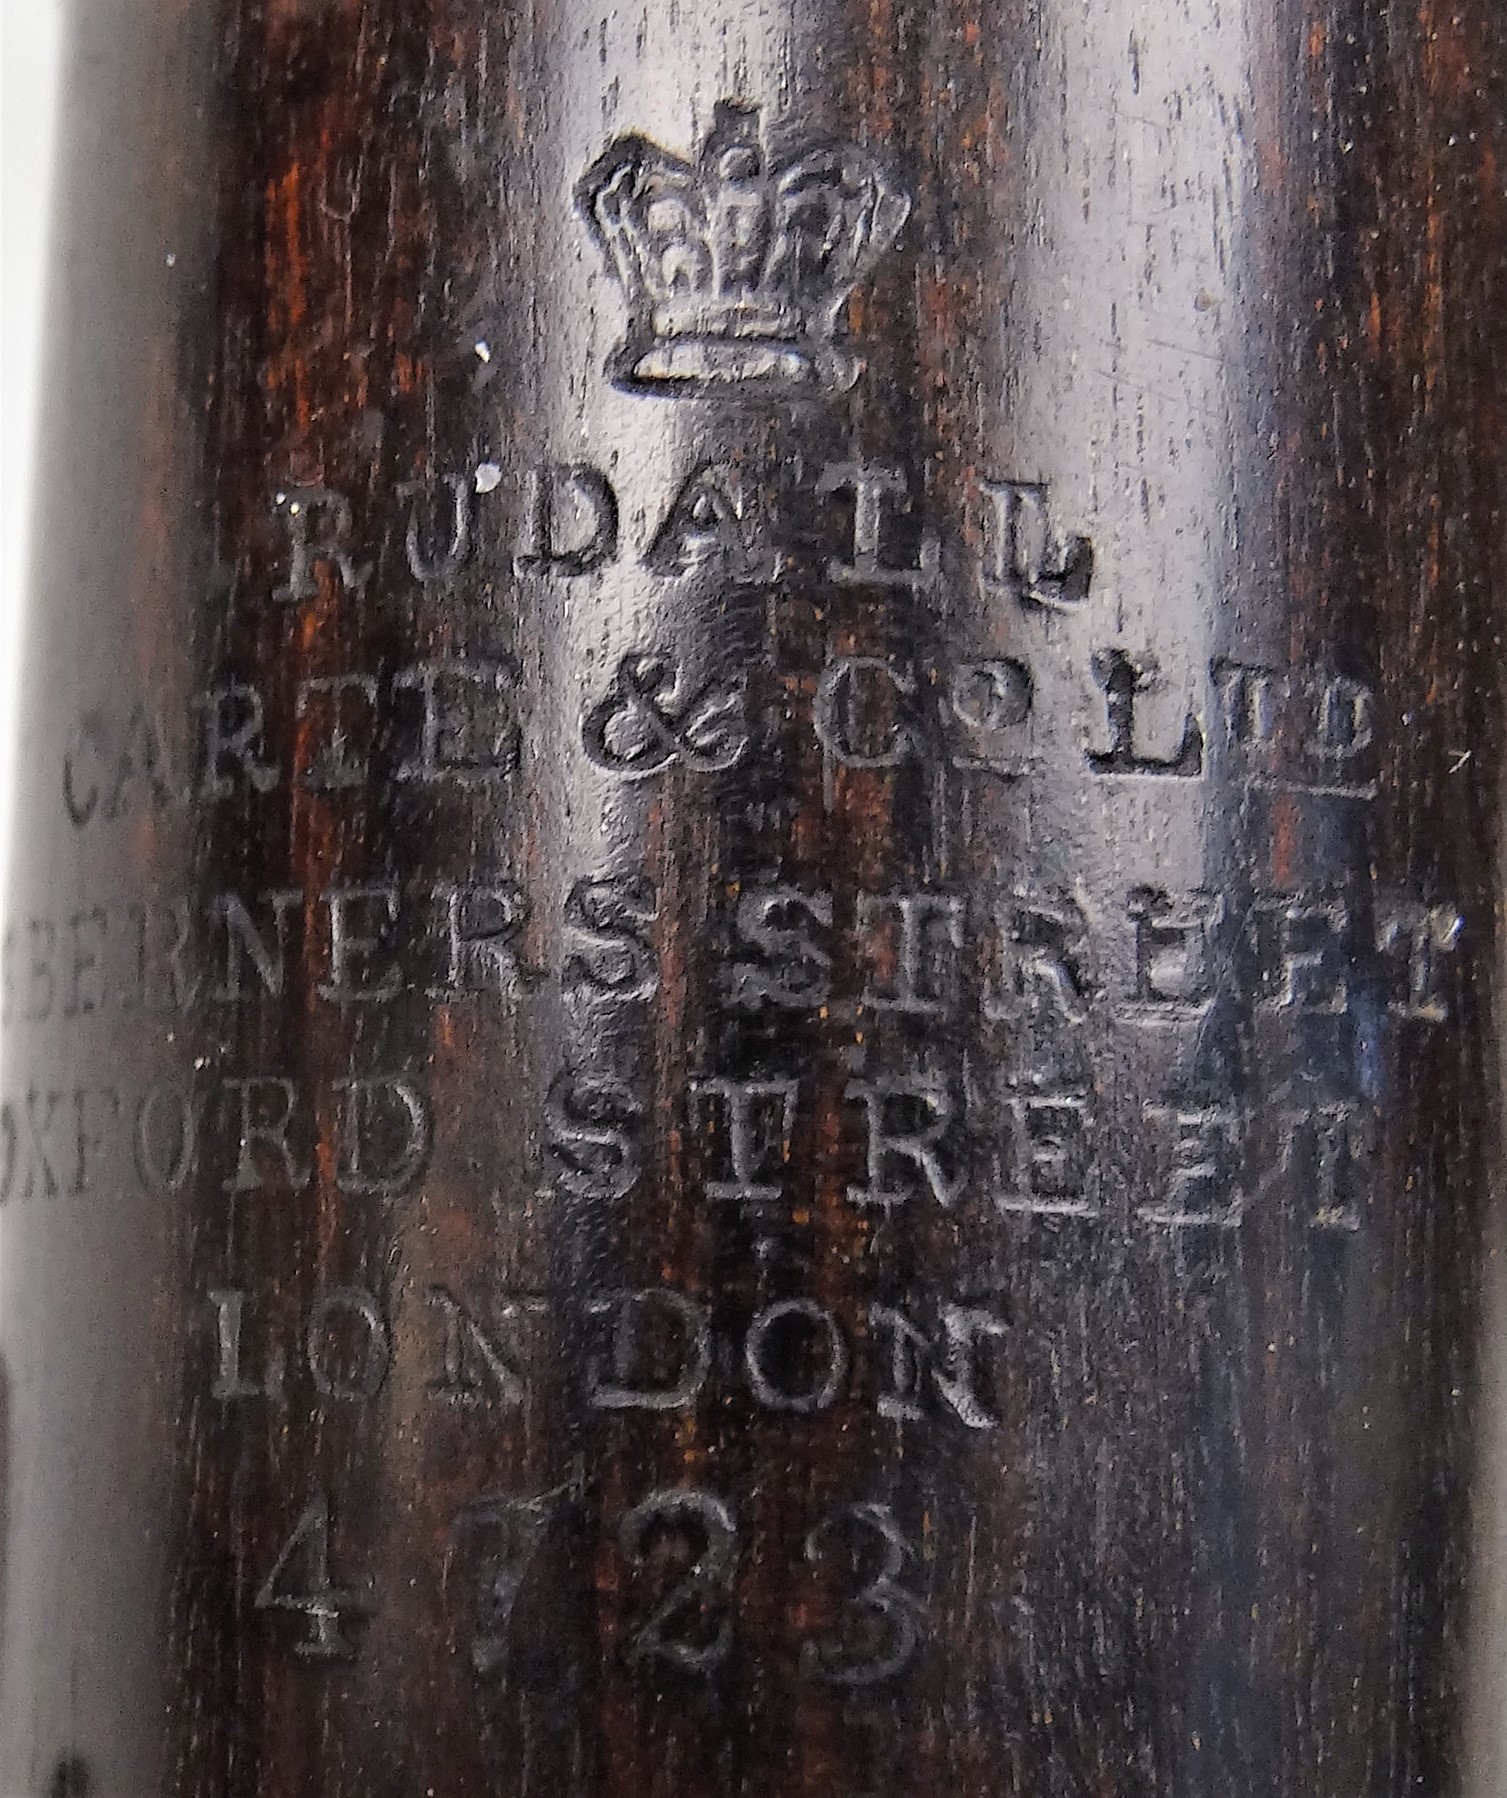 RUDALL
CARTE & CO LTD
BERNERS STREET
OXFORD STREET
LONDON
4723